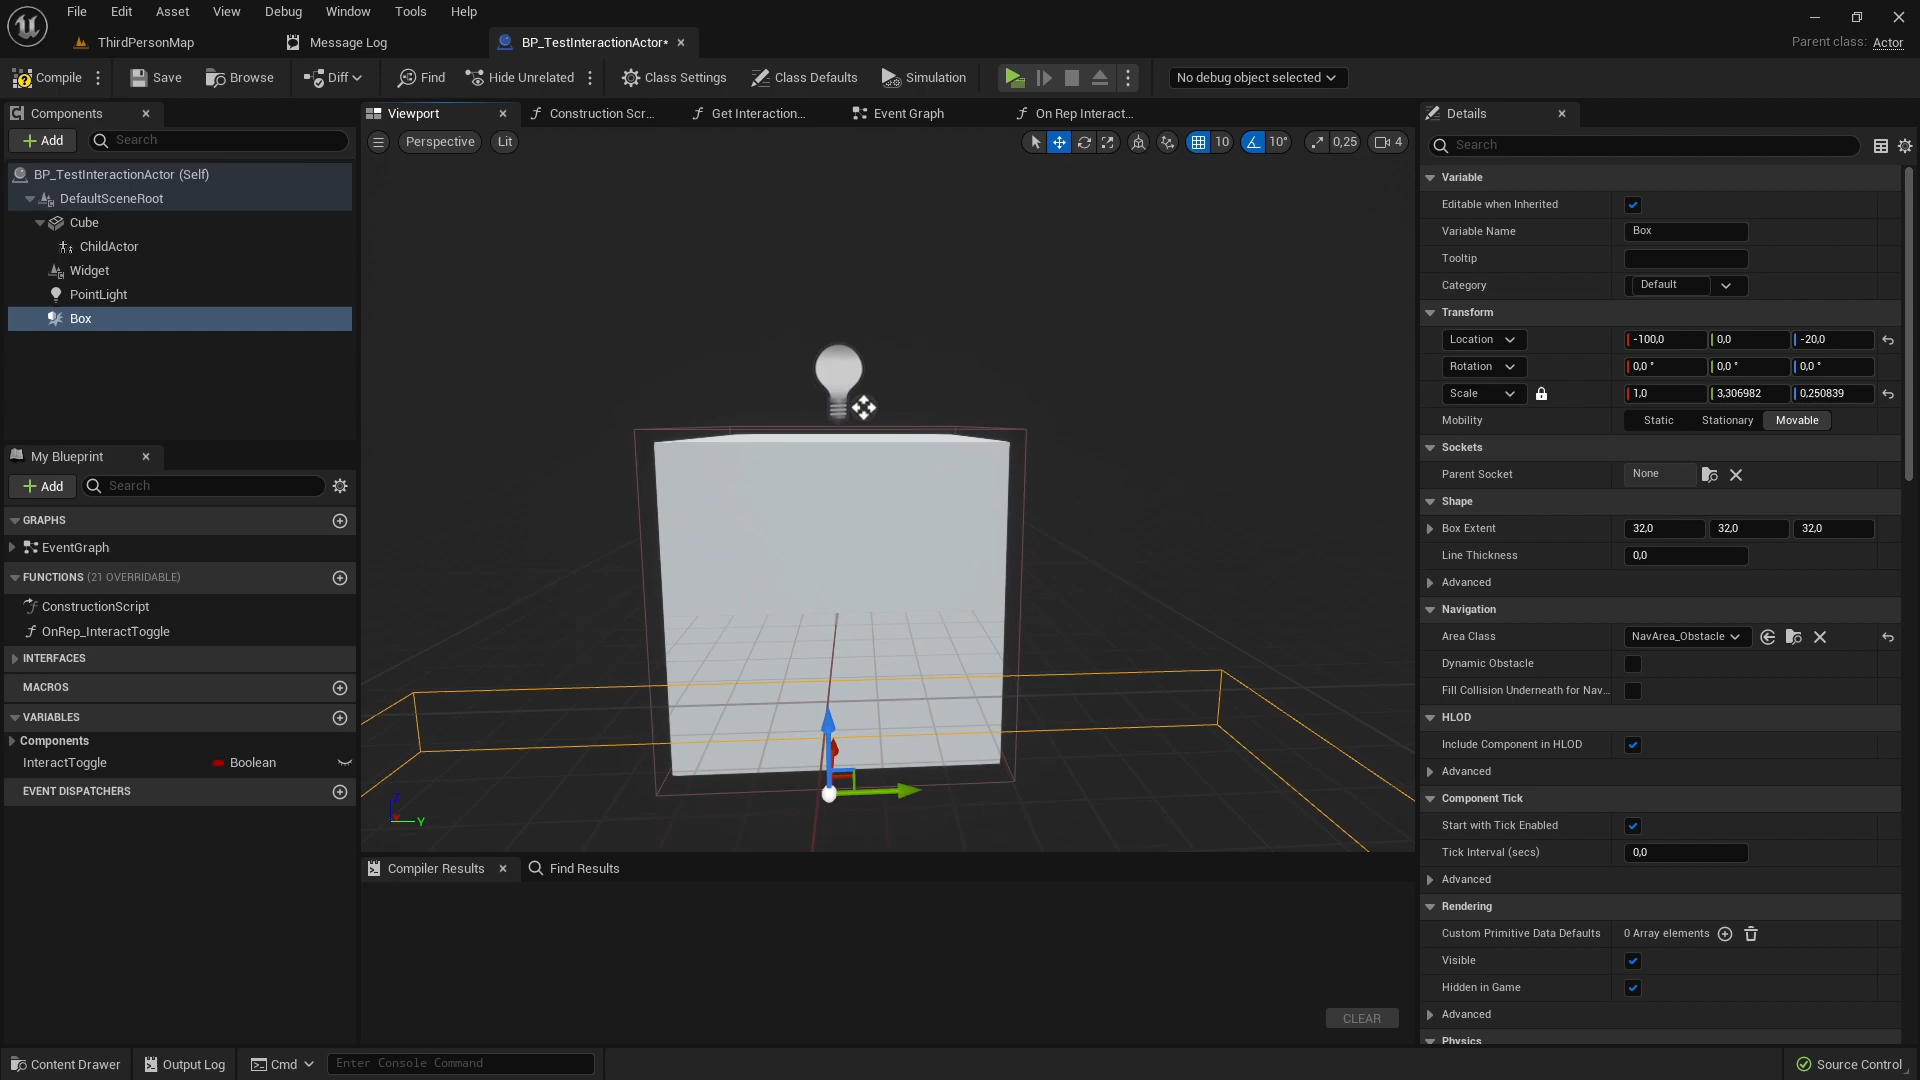 File Edit Asset View Debug Window Tools Help
ThirdPersonMap Message Log BP_TestInteractionActor*
Parent class: Actor
Compile Save Browse Diff Find Hide Unrelated Class Settings Class Defaults Simulation No debug object selected
Components
Add Search
BP_TestInteractionActor (Self)
DefaultSceneRoot
Cube
ChildActor
Widget
PointLight
Box
My Blueprint
Add Search
GRAPHS
EventGraph
FUNCTIONS (21 OVERRIDABLE)
ConstructionScript
OnRep_InteractToggle
INTERFACES
MACROS
VARIABLES
Components
InteractToggle Boolean
EVENT DISPATCHERS
Viewport Construction Scr... Get Interaction... Event Graph On Rep Interact...
Perspective Lit 10 10° 0,25 4
Z
Y
Compiler Results Find Results
CLEAR
Details
Search
Variable
Editable when Inherited
Variable Name Box
Tooltip
Category Default
Transform
Location -100,0 0,0 -20,0
Rotation 0,0 ° 0,0 ° 0,0 °
Scale 1,0 3,306982 0,250839
Mobility Static Stationary Movable
Sockets
Parent Socket None
Shape
Box Extent 32,0 32,0 32,0
Line Thickness 0,0
Advanced
Navigation
Area Class NavArea_Obstacle
Dynamic Obstacle
Fill Collision Underneath for Nav...
HLOD
Include Component in HLOD
Advanced
Component Tick
Start with Tick Enabled
Tick Interval (secs) 0,0
Advanced
Rendering
Custom Primitive Data Defaults 0 Array elements
Visible
Hidden in Game
Advanced
Physics
Content Drawer Output Log Cmd Enter Console Command Source Control